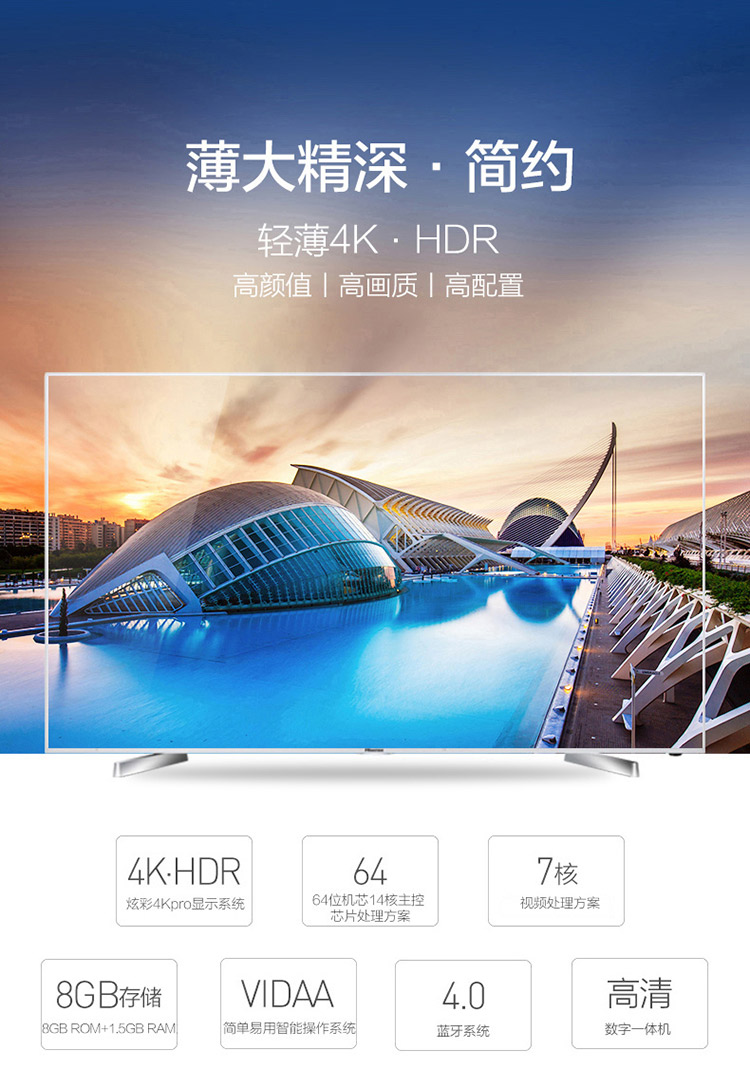 薄大精深·简约
轻薄4K·HDR
高颜值丨高画质丨高配置
Hisense
4K·HDR
炫彩4Kpro显示系统
64
64位机芯14核主控
芯片处理方案
7核
视频处理方案
8GB存储
8GB ROM+1.5GB RAM
VIDAA
简单易用智能操作系统
4.0
蓝牙系统
高清
数字一体机